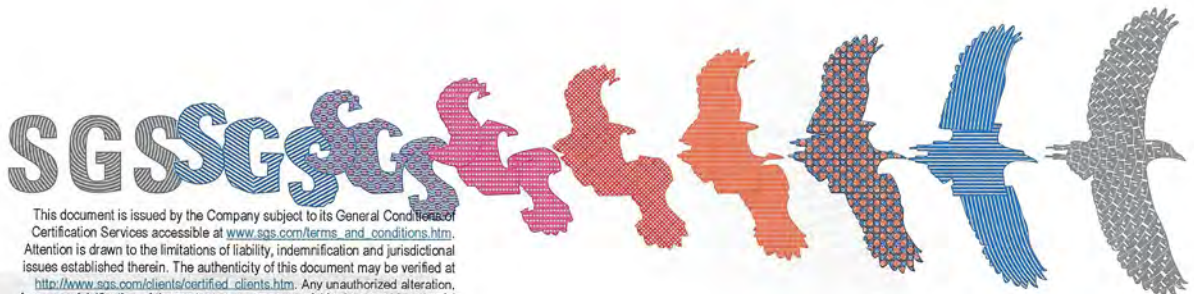 SGS SGS SGS
This document is issued by the Company subject to its General Conditions of
Certification Services accessible at www.sgs.com/terms_and_conditions.htm.
Attention is drawn to the limitations of liability, indemnification and jurisdictional
issues established therein. The authenticity of this document may be verified at
http://www.sgs.com/clients/certified_clients.htm. Any unauthorized alteration,